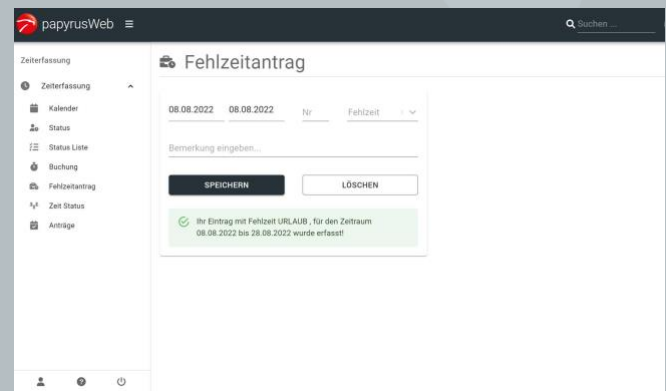 papyrusWeb
Suchen ...
Zeiterfassung
Fehlzeitantrag
Zeiterfassung
Kalender
Status
Status Liste
Buchung
Fehlzeitantrag
Zeit Status
Anträge
08.08.2022 08.08.2022 Nr Fehlzeit
Bemerkung eingeben...
SPEICHERN LÖSCHEN
Ihr Eintrag mit Fehlzeit URLAUB , für den Zeitraum
08.08.2022 bis 28.08.2022 wurde erfasst!